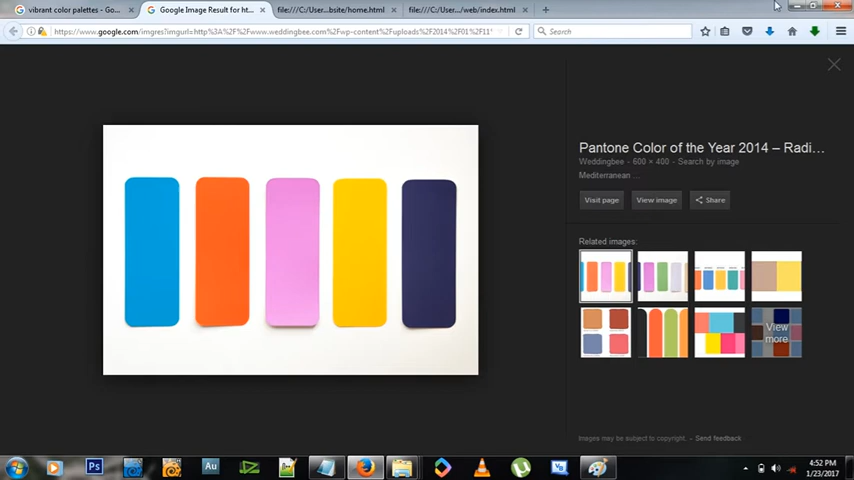 vibrant color palettes - Go...
Google Image Result for ht...
file:///C:/User...bsite/home.html
file:///C:/User.../web/index.html
https://www.google.com/imgres?imgurl=http%3A%2F%2Fwww.weddingbee.com%2Fwp-content%2Fuploads%2F2014%2F01%2F11
Search
Pantone Color of the Year 2014 – Radi...
Weddingbee - 600 × 400 - Search by image
Mediterranean ...
Visit page
View image
Share
Related images:
View
more
Images may be subject to copyright. - Send feedback
Ps
Au
4:52 PM
1/23/2017